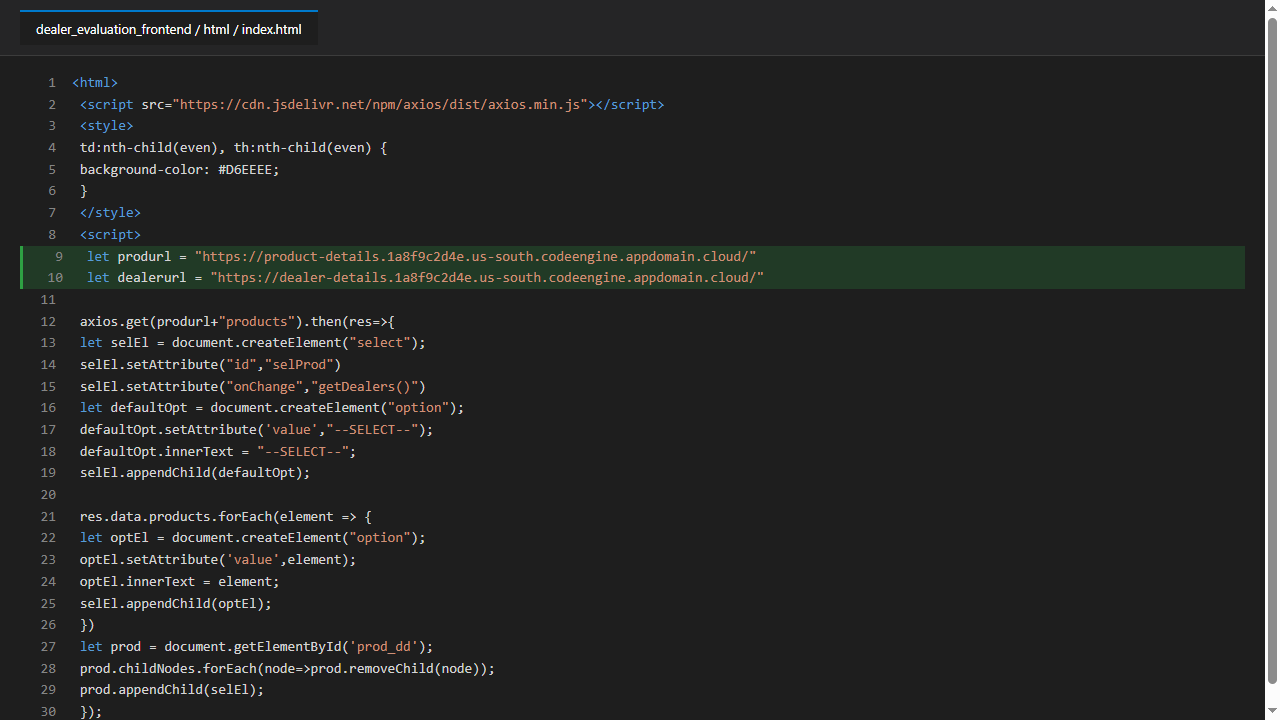 dealer_evaluation_frontend / html / index.html
1 <html>
2 <script src="https://cdn.jsdelivr.net/npm/axios/dist/axios.min.js"></script>
3 <style>
4 td:nth-child(even), th:nth-child(even) {
5 background-color: #D6EEEE;
6 }
7 </style>
8 <script>
9 let produrl = "https://product-details.1a8f9c2d4e.us-south.codeengine.appdomain.cloud/"
10 let dealerurl = "https://dealer-details.1a8f9c2d4e.us-south.codeengine.appdomain.cloud/"
11
12 axios.get(produrl+"products").then(res=>{
13 let selEl = document.createElement("select");
14 selEl.setAttribute("id","selProd")
15 selEl.setAttribute("onChange","getDealers()")
16 let defaultOpt = document.createElement("option");
17 defaultOpt.setAttribute('value',"--SELECT--");
18 defaultOpt.innerText = "--SELECT--";
19 selEl.appendChild(defaultOpt);
20
21 res.data.products.forEach(element => {
22 let optEl = document.createElement("option");
23 optEl.setAttribute('value',element);
24 optEl.innerText = element;
25 selEl.appendChild(optEl);
26 })
27 let prod = document.getElementById('prod_dd');
28 prod.childNodes.forEach(node=>prod.removeChild(node));
29 prod.appendChild(selEl);
30 });